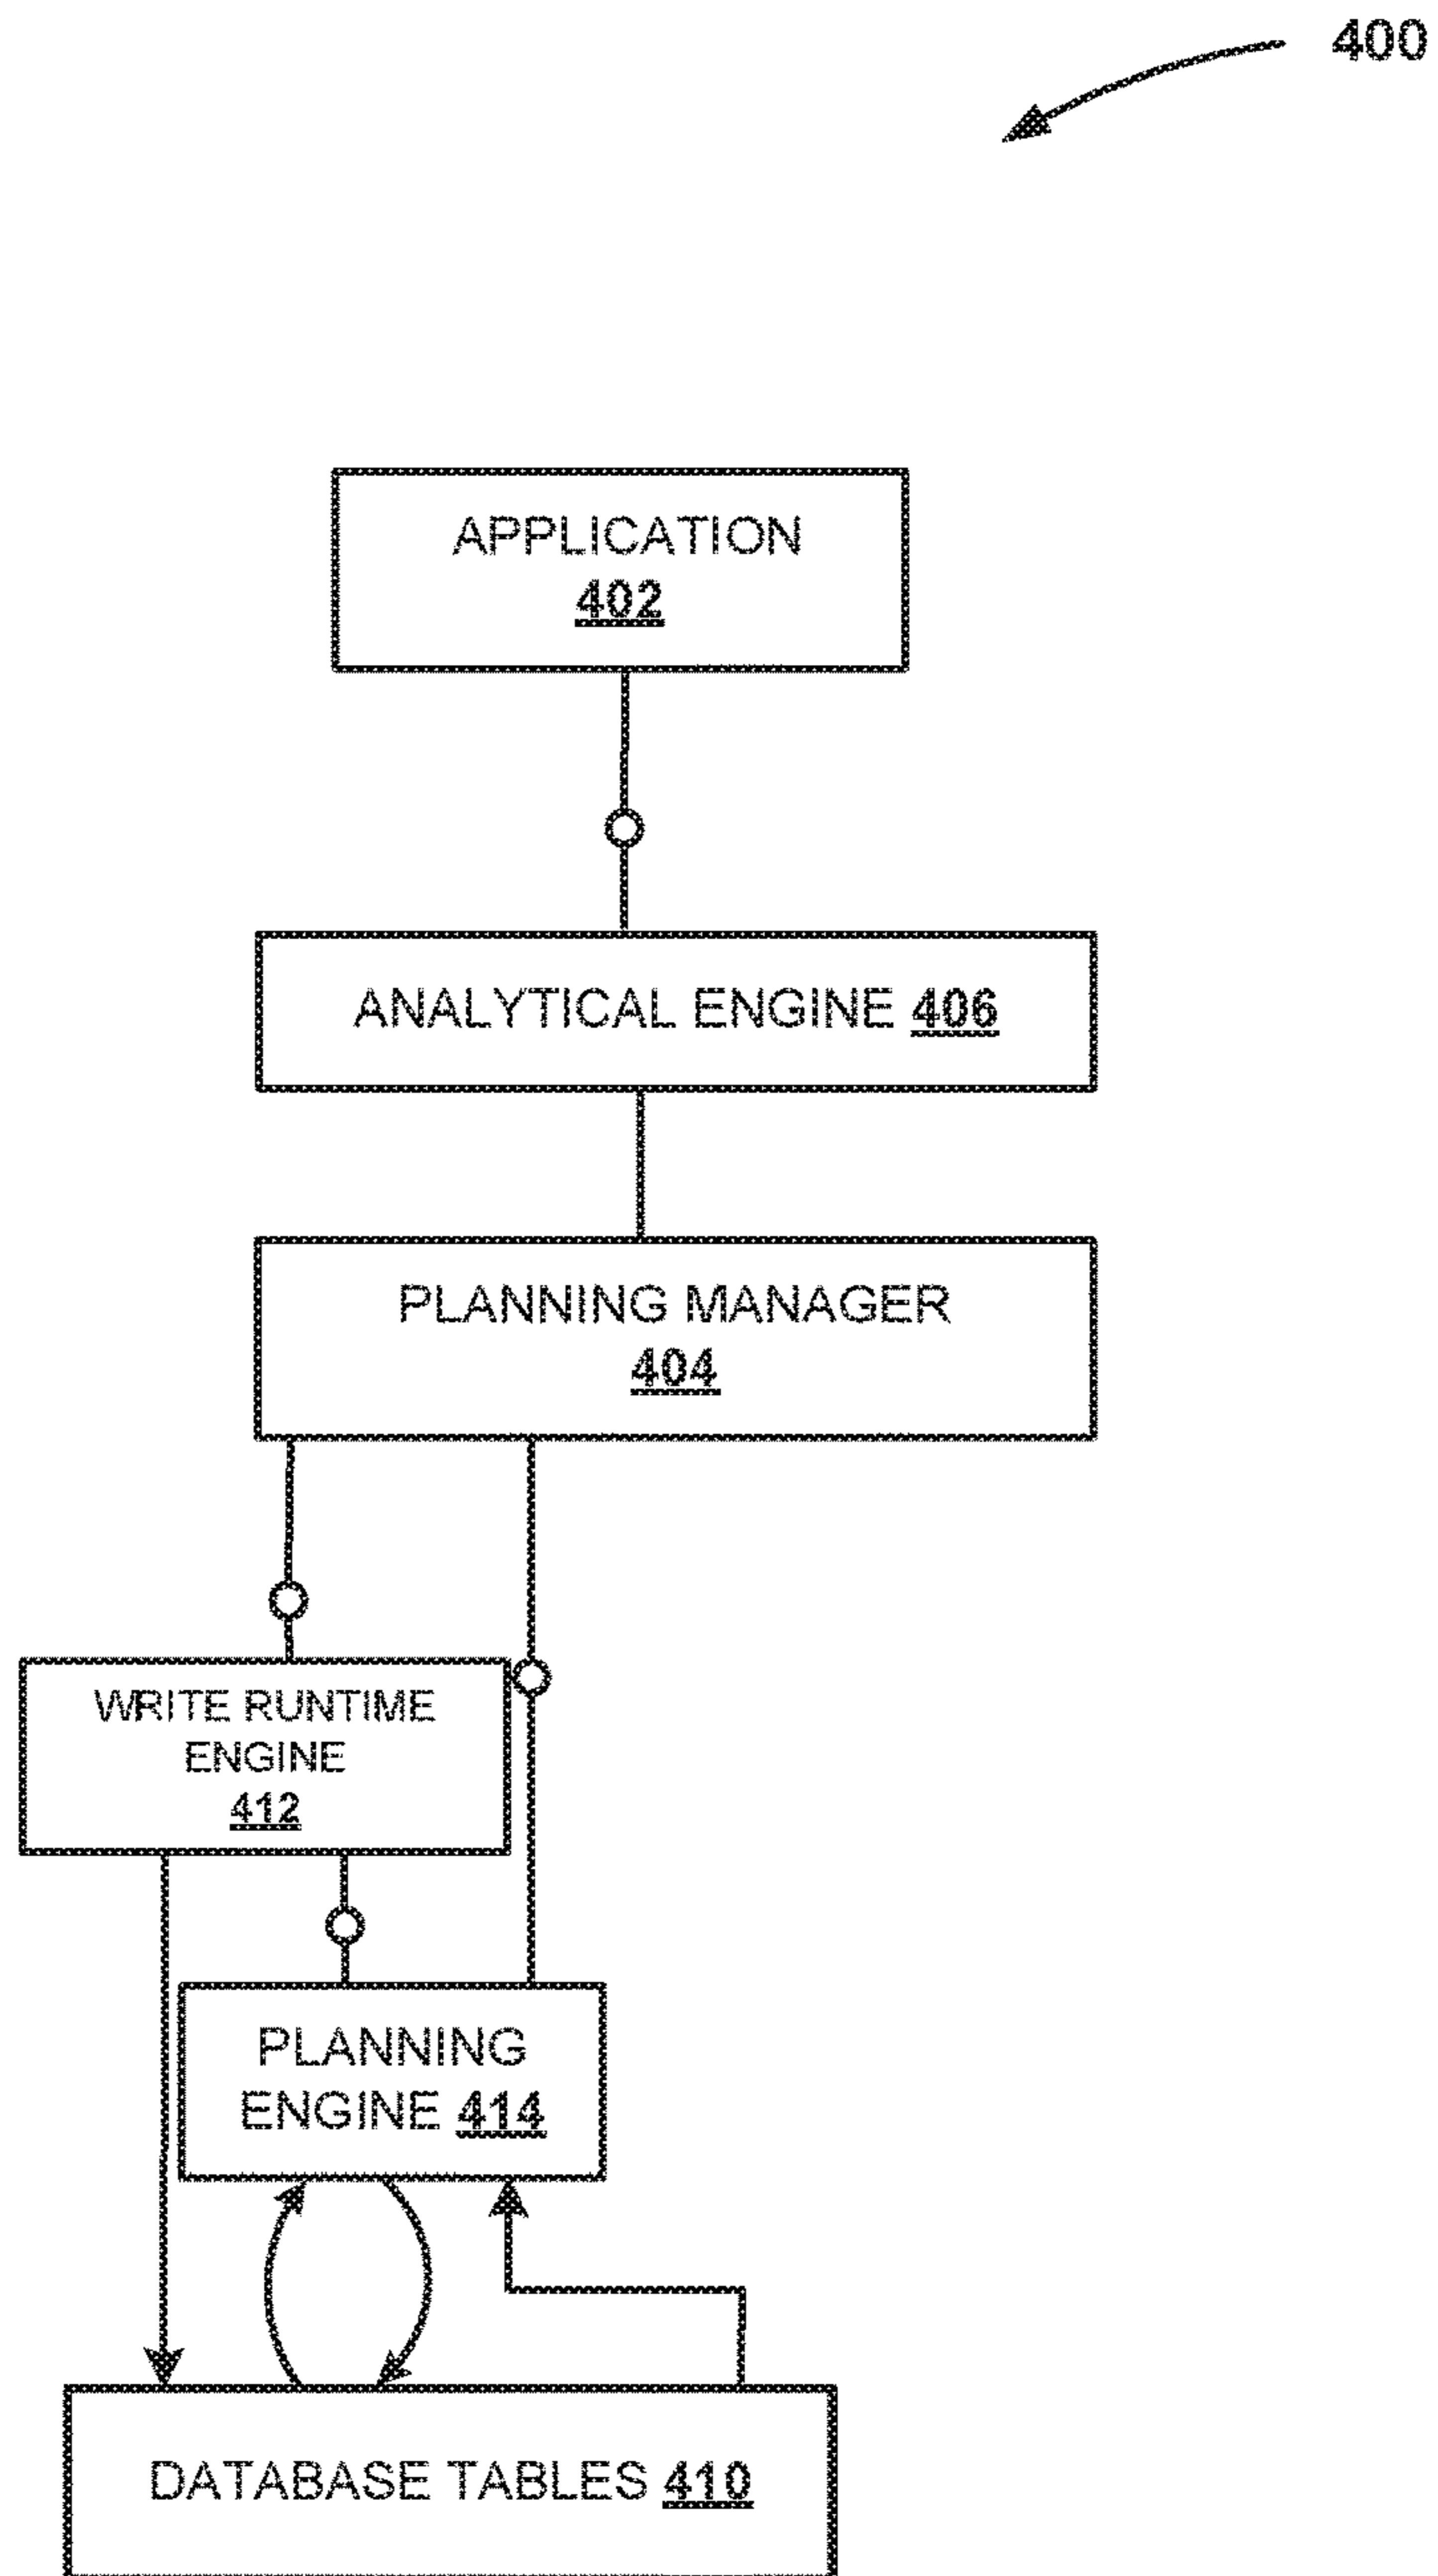 400
APPLICATION
402
ANALYTICAL ENGINE 406
PLANNING MANAGER
404
WRITE RUNTIME
ENGINE
412
PLANNING
ENGINE 414
DATABASE TABLES 410